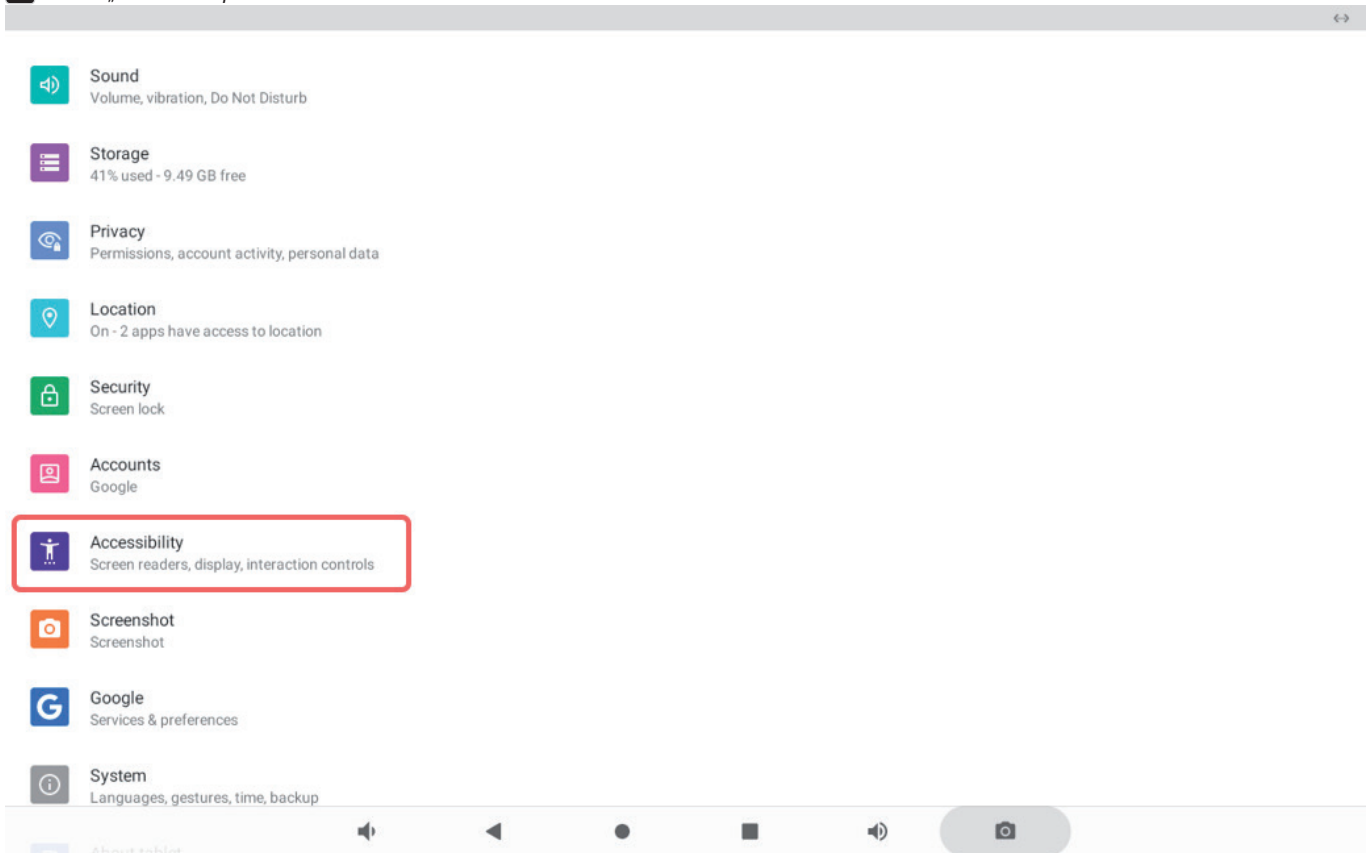 Sound
Volume, vibration, Do Not Disturb
Storage
41% used - 9.49 GB free
Privacy
Permissions, account activity, personal data
Location
On - 2 apps have access to location
Security
Screen lock
Accounts
Google
Accessibility
Screen readers, display, interaction controls
Screenshot
Screenshot
G
Google
Services & preferences
System
Languages, gestures, time, backup
About tablet